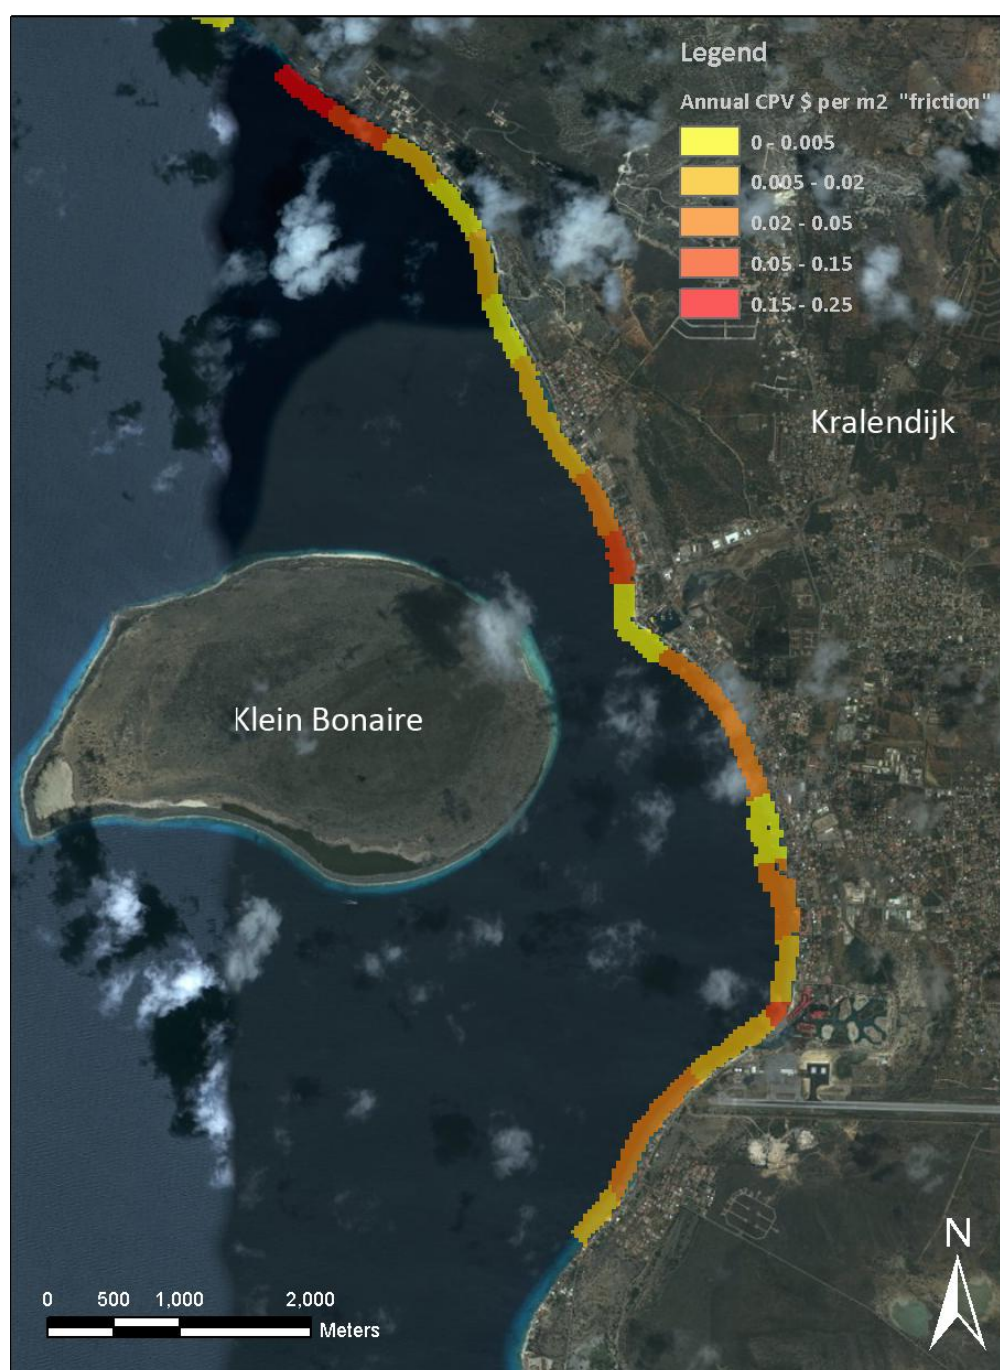 Legend
Annual CPV $ per m2 "friction"
0 - 0.005
0.005 - 0.02
0.02 - 0.05
0.05 - 0.15
0.15 - 0.25
Kralendijk
Klein Bonaire
N
0 500 1,000 2,000
Meters